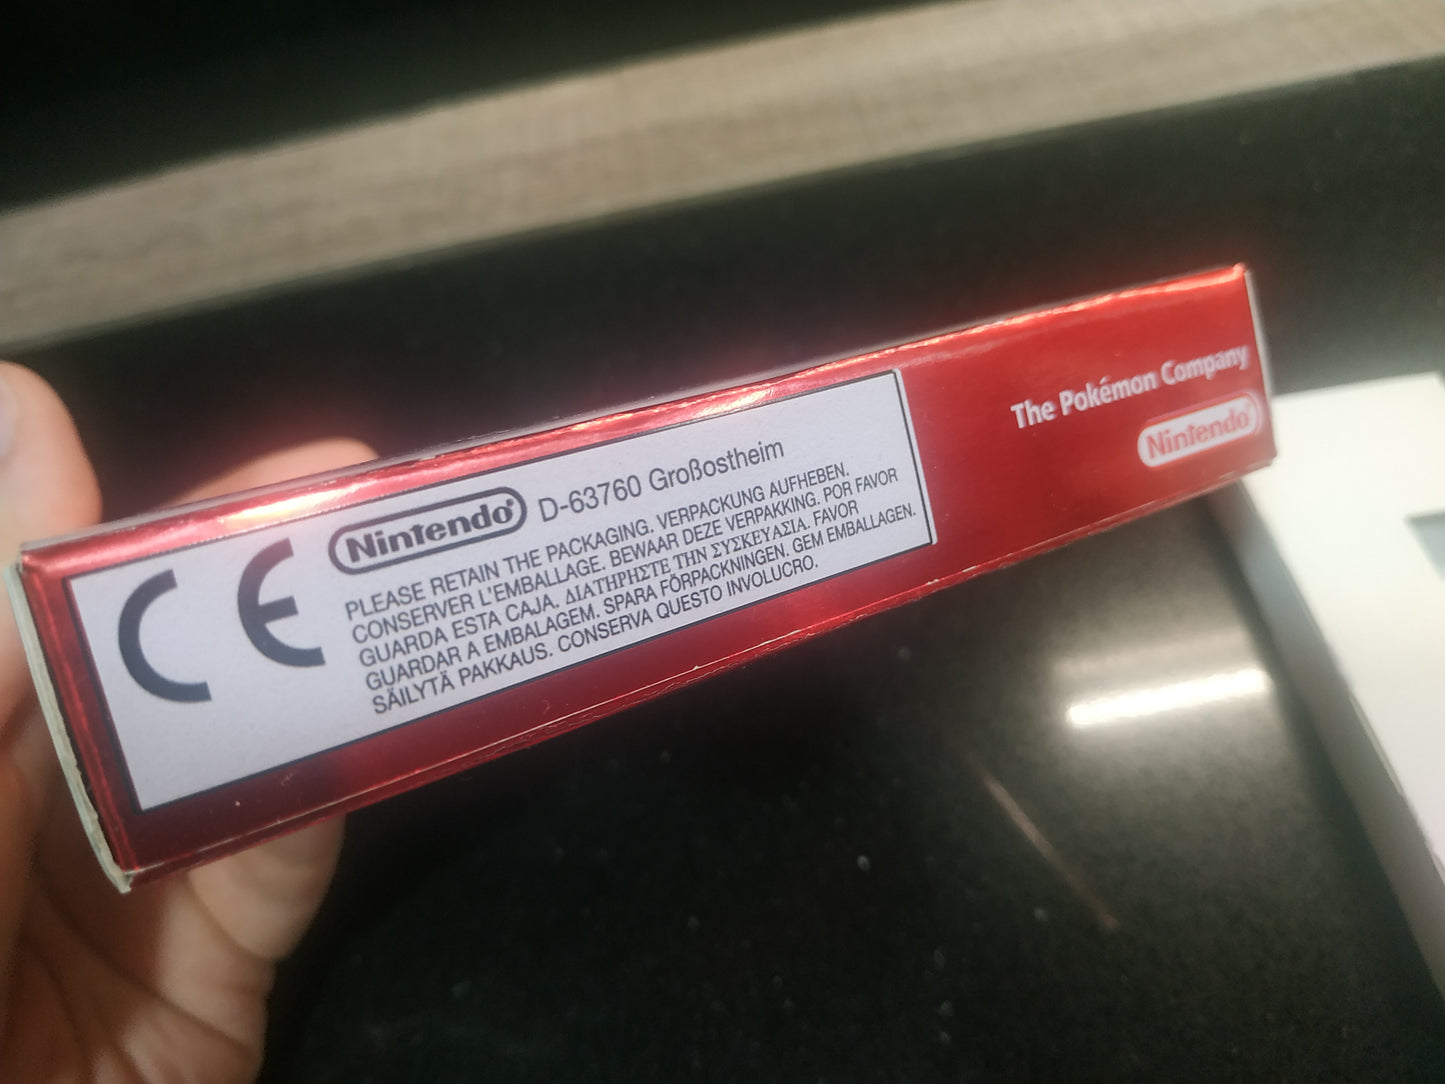 CE
Nintendo® D-63760 Großostheim
PLEASE RETAIN THE PACKAGING. VERPACKUNG AUFHEBEN.
CONSERVER L'EMBALLAGE. BEWAAR DEZE VERPAKKING. POR FAVOR
GUARDA ESTA CAJA. ΔΙΑΤΗΡΗΣΤΕ ΤΗΝ ΣΥΣΚΕΥΑΣΙΑ. FAVOR
GUARDAR A EMBALAGEM. SPARA FÖRPACKNINGEN. GEM EMBALLAGEN.
SÄILYTÄ PAKKAUS. CONSERVA QUESTO INVOLUCRO.
The Pokémon Company
Nintendo®